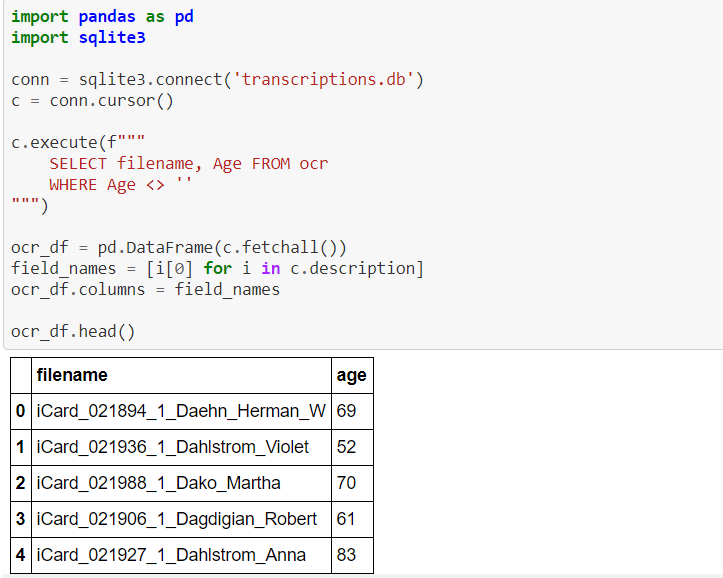 import pandas as pd
import sqlite3
conn = sqlite3.connect('transcriptions.db')
c = conn.cursor()
c.execute(f"""
    SELECT filename, Age FROM ocr
    WHERE Age <> ''
""")
ocr_df = pd.DataFrame(c.fetchall())
field_names = [i[0] for i in c.description]
ocr_df.columns = field_names
ocr_df.head()
filename age
0 iCard_021894_1_Daehn_Herman_W 69
1 iCard_021936_1_Dahlstrom_Violet 52
2 iCard_021988_1_Dako_Martha 70
3 iCard_021906_1_Dagdigian_Robert 61
4 iCard_021927_1_Dahlstrom_Anna 83